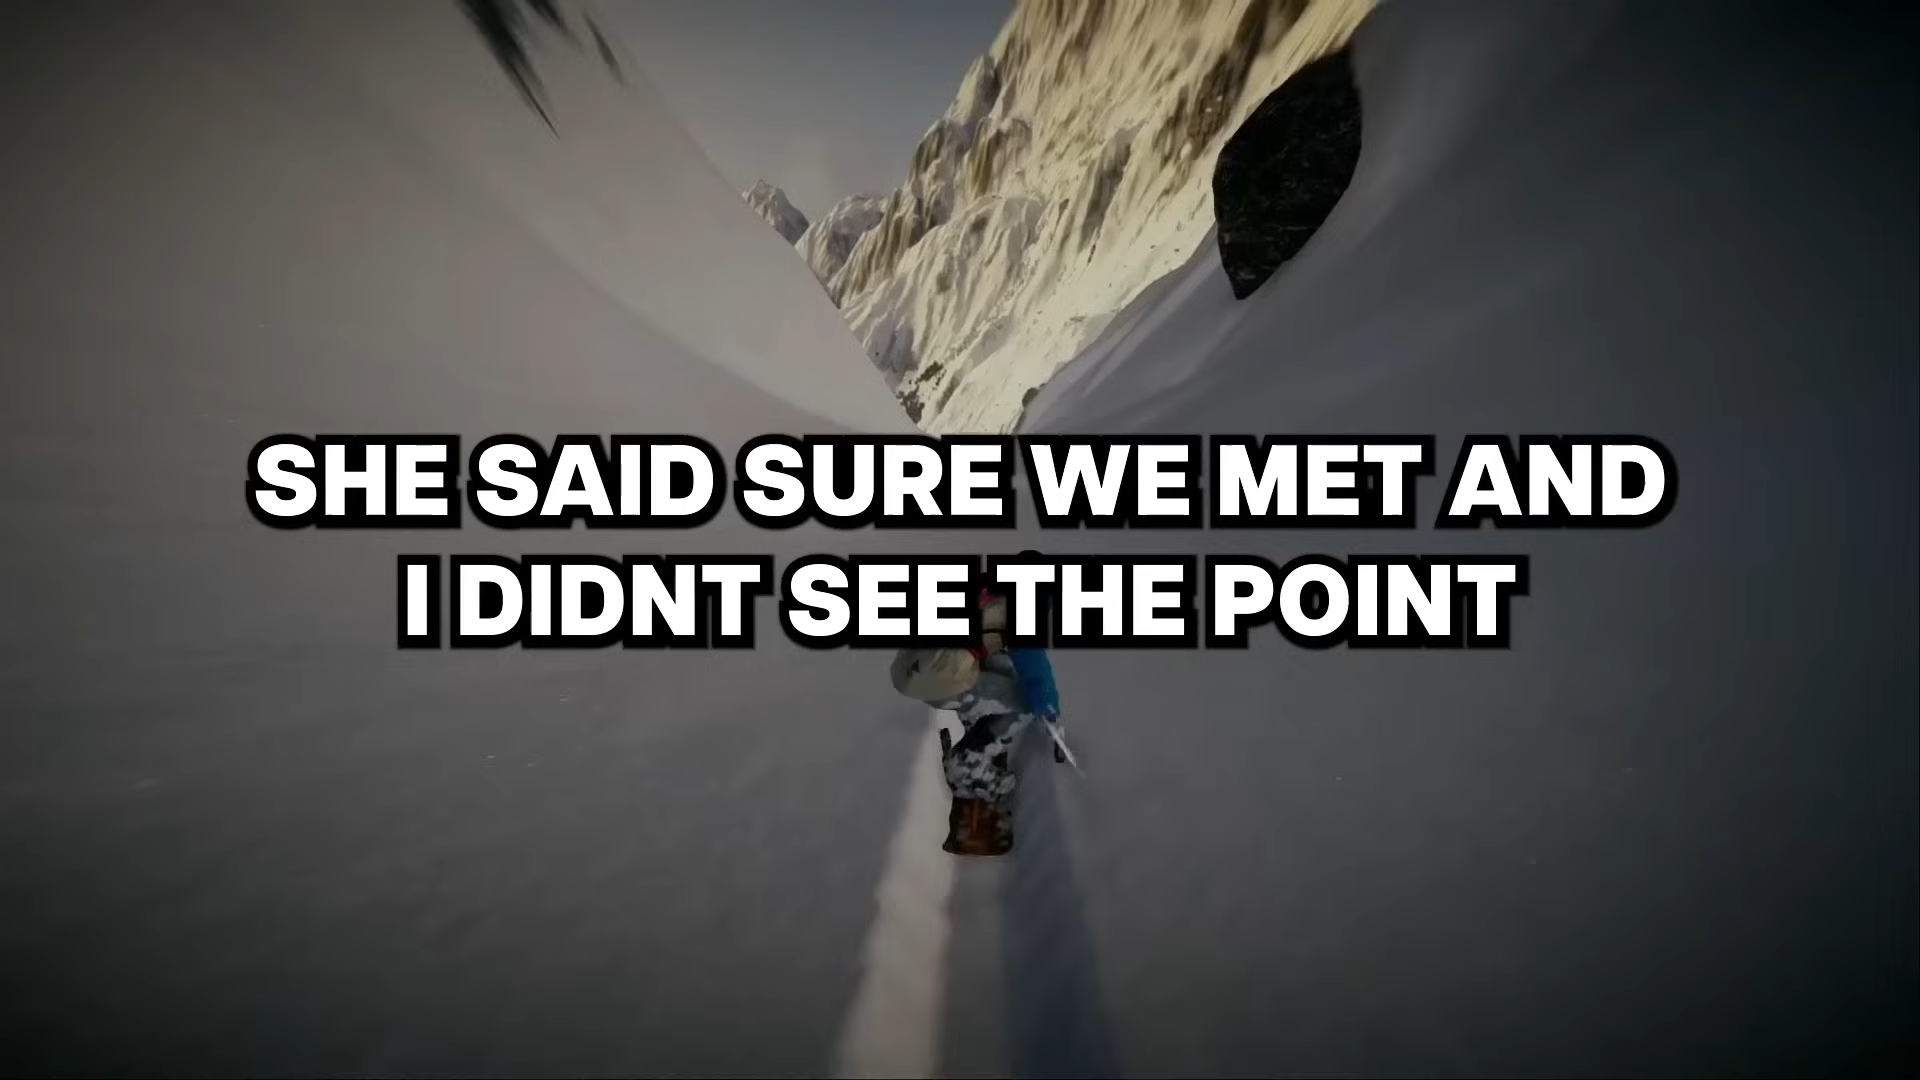 SHE SAID SURE WE MET AND
I DIDNT SEE THE POINT